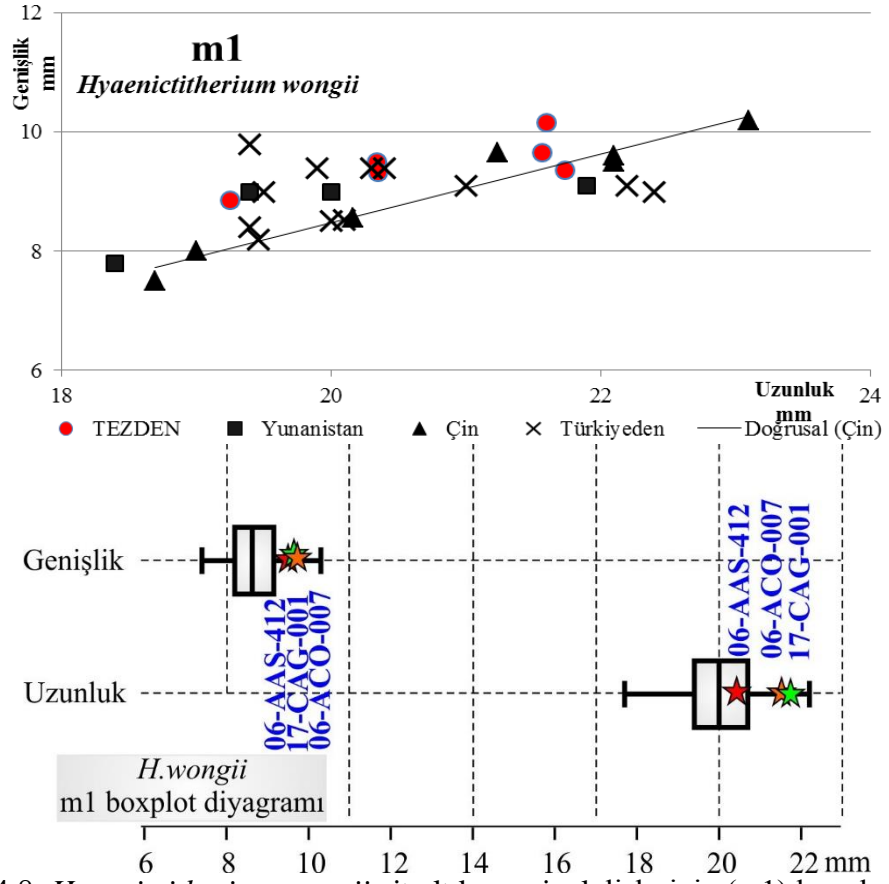 12
Genişlik
mm
m1
Hyaenictitherium wongii
10
8
6
18 20 22 24
Uzunluk
mm
TEZDEN Yunanistan Çin Türkiyeden Doğrusal (Çin)
Genişlik
06-AAS-412
17-CAG-001
06-ACO-007
Uzunluk
06-AAS-412
06-ACO-007
17-CAG-001
H.wongii
m1 boxplot diyagramı
6 8 10 12 14 16 18 20 22 mm